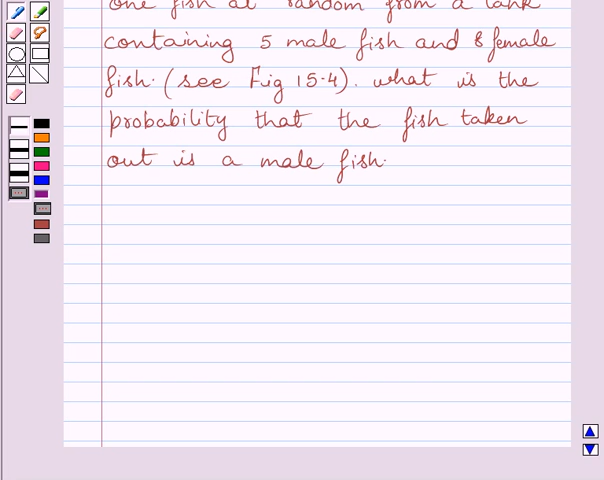 one fish at random from a tank
containing 5 male fish and 8 female
fish. (see Fig 15.4). what is the
probability that the fish taken
out is a male fish.